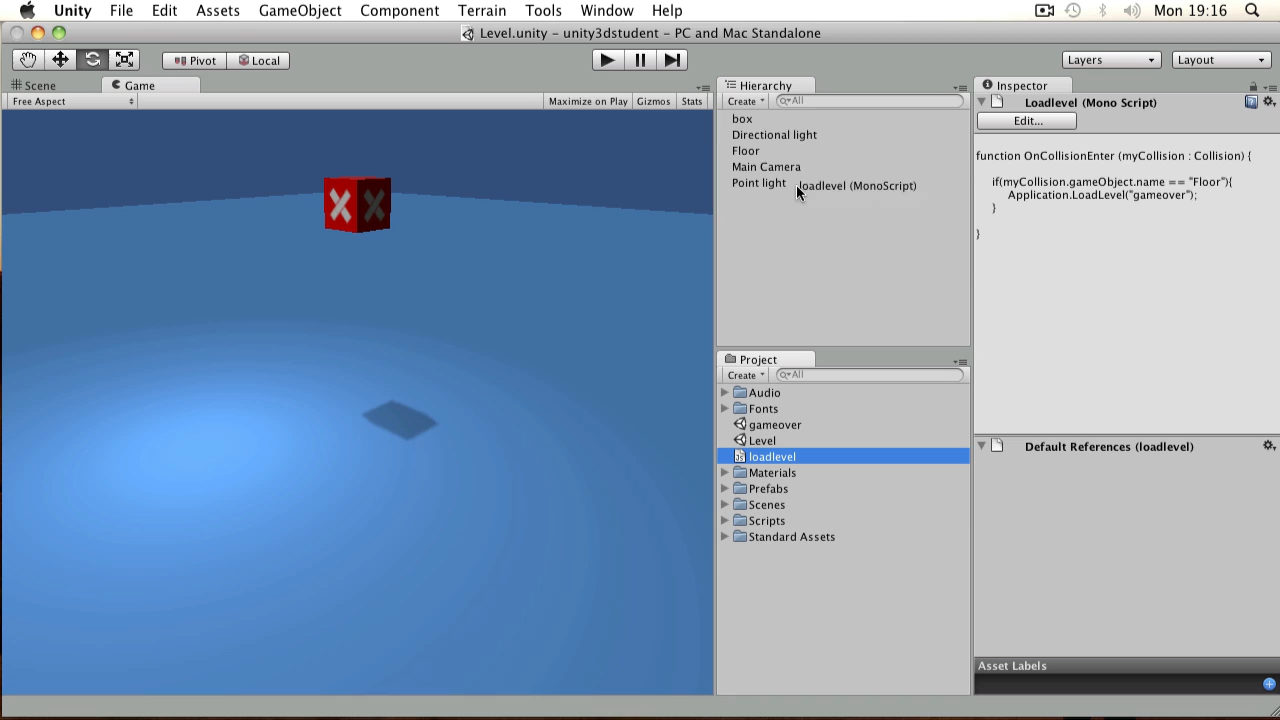 Unity File Edit Assets GameObject Component Terrain Tools Window Help Mon 19:16
Level.unity – unity3dstudent – PC and Mac Standalone
Pivot Local Layers Layout
Scene Game
Free Aspect Maximize on Play Gizmos Stats
Hierarchy
Create All
box
Directional light
Floor
Main Camera
Point light loadlevel (MonoScript)
Project
Create All
Audio
Fonts
gameover
Level
loadlevel
Materials
Prefabs
Scenes
Scripts
Standard Assets
Inspector
Loadlevel (Mono Script)
Edit...
function OnCollisionEnter (myCollision : Collision) {
if(myCollision.gameObject.name == "Floor"){
Application.LoadLevel("gameover");
}
}
Default References (loadlevel)
Asset Labels